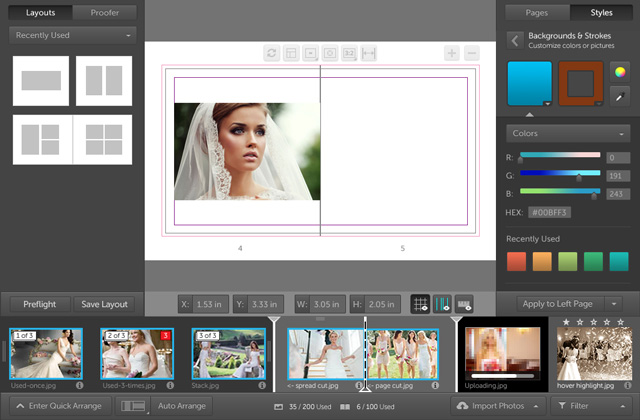 Layouts
Proofer
Recently Used
Pages
Styles
Backgrounds & Strokes
Customize colors or pictures
Colors
R: 0
G: 191
B: 243
HEX: #00BFF3
Recently Used
4
5
Preflight
Save Layout
X: 1.53 in
Y: 3.33 in
W: 3.05 in
H: 2.05 in
Apply to Left Page
1 of 3
2 of 3
3
3 of 3
Used-once.jpg
Used-3-times.jpg
Stack.jpg
<- spread cut.jpg
<- page cut.jpg
Uploading.jpg
hover highlight.jpg
Enter Quick Arrange
Auto Arrange
35 / 200 Used
6 / 100 Used
Import Photos
Filter